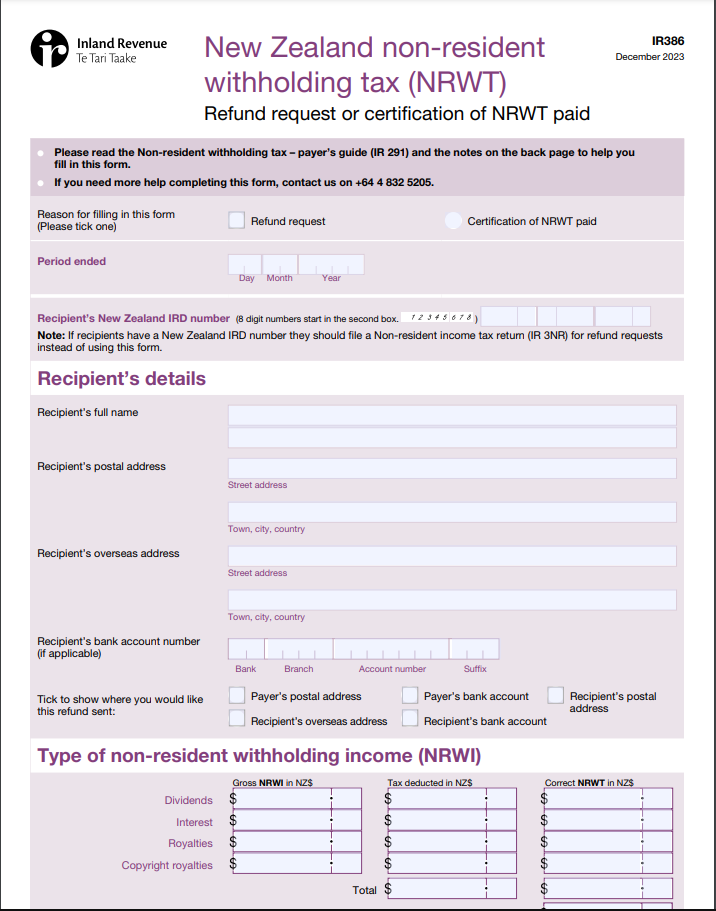 Inland Revenue
Te Tari Taake
New Zealand non-resident
withholding tax (NRWT)
Refund request or certification of NRWT paid
IR386
December 2023
Please read the Non-resident withholding tax – payer's guide (IR 291) and the notes on the back page to help you
fill in this form.
If you need more help completing this form, contact us on +64 4 832 5205.
Reason for filling in this form
(Please tick one)
Refund request
Certification of NRWT paid
Period ended
Day Month Year
Recipient's New Zealand IRD number (8 digit numbers start in the second box. 1 2 3 4 5 6 7 8 )
Note: If recipients have a New Zealand IRD number they should file a Non-resident income tax return (IR 3NR) for refund requests
instead of using this form.
Recipient's details
Recipient's full name
Recipient's postal address
Street address
Town, city, country
Recipient's overseas address
Street address
Town, city, country
Recipient's bank account number
(if applicable)
Bank Branch Account number Suffix
Tick to show where you would like
this refund sent:
Payer's postal address
Payer's bank account
Recipient's postal
address
Recipient's overseas address
Recipient's bank account
Type of non-resident withholding income (NRWI)
Gross NRWI in NZ$ Tax deducted in NZ$ Correct NRWT in NZ$
Dividends $ $ $
Interest $ $ $
Royalties $ $ $
Copyright royalties $ $ $
Total $ $